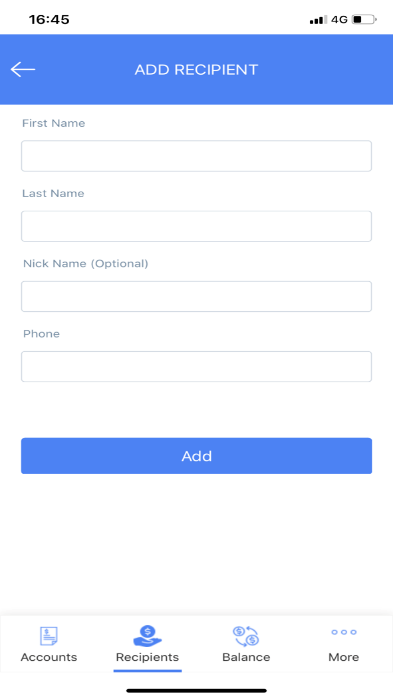 16:45 4G
ADD RECIPIENT
First Name
Last Name
Nick Name (Optional)
Phone
Add
Accounts Recipients Balance More